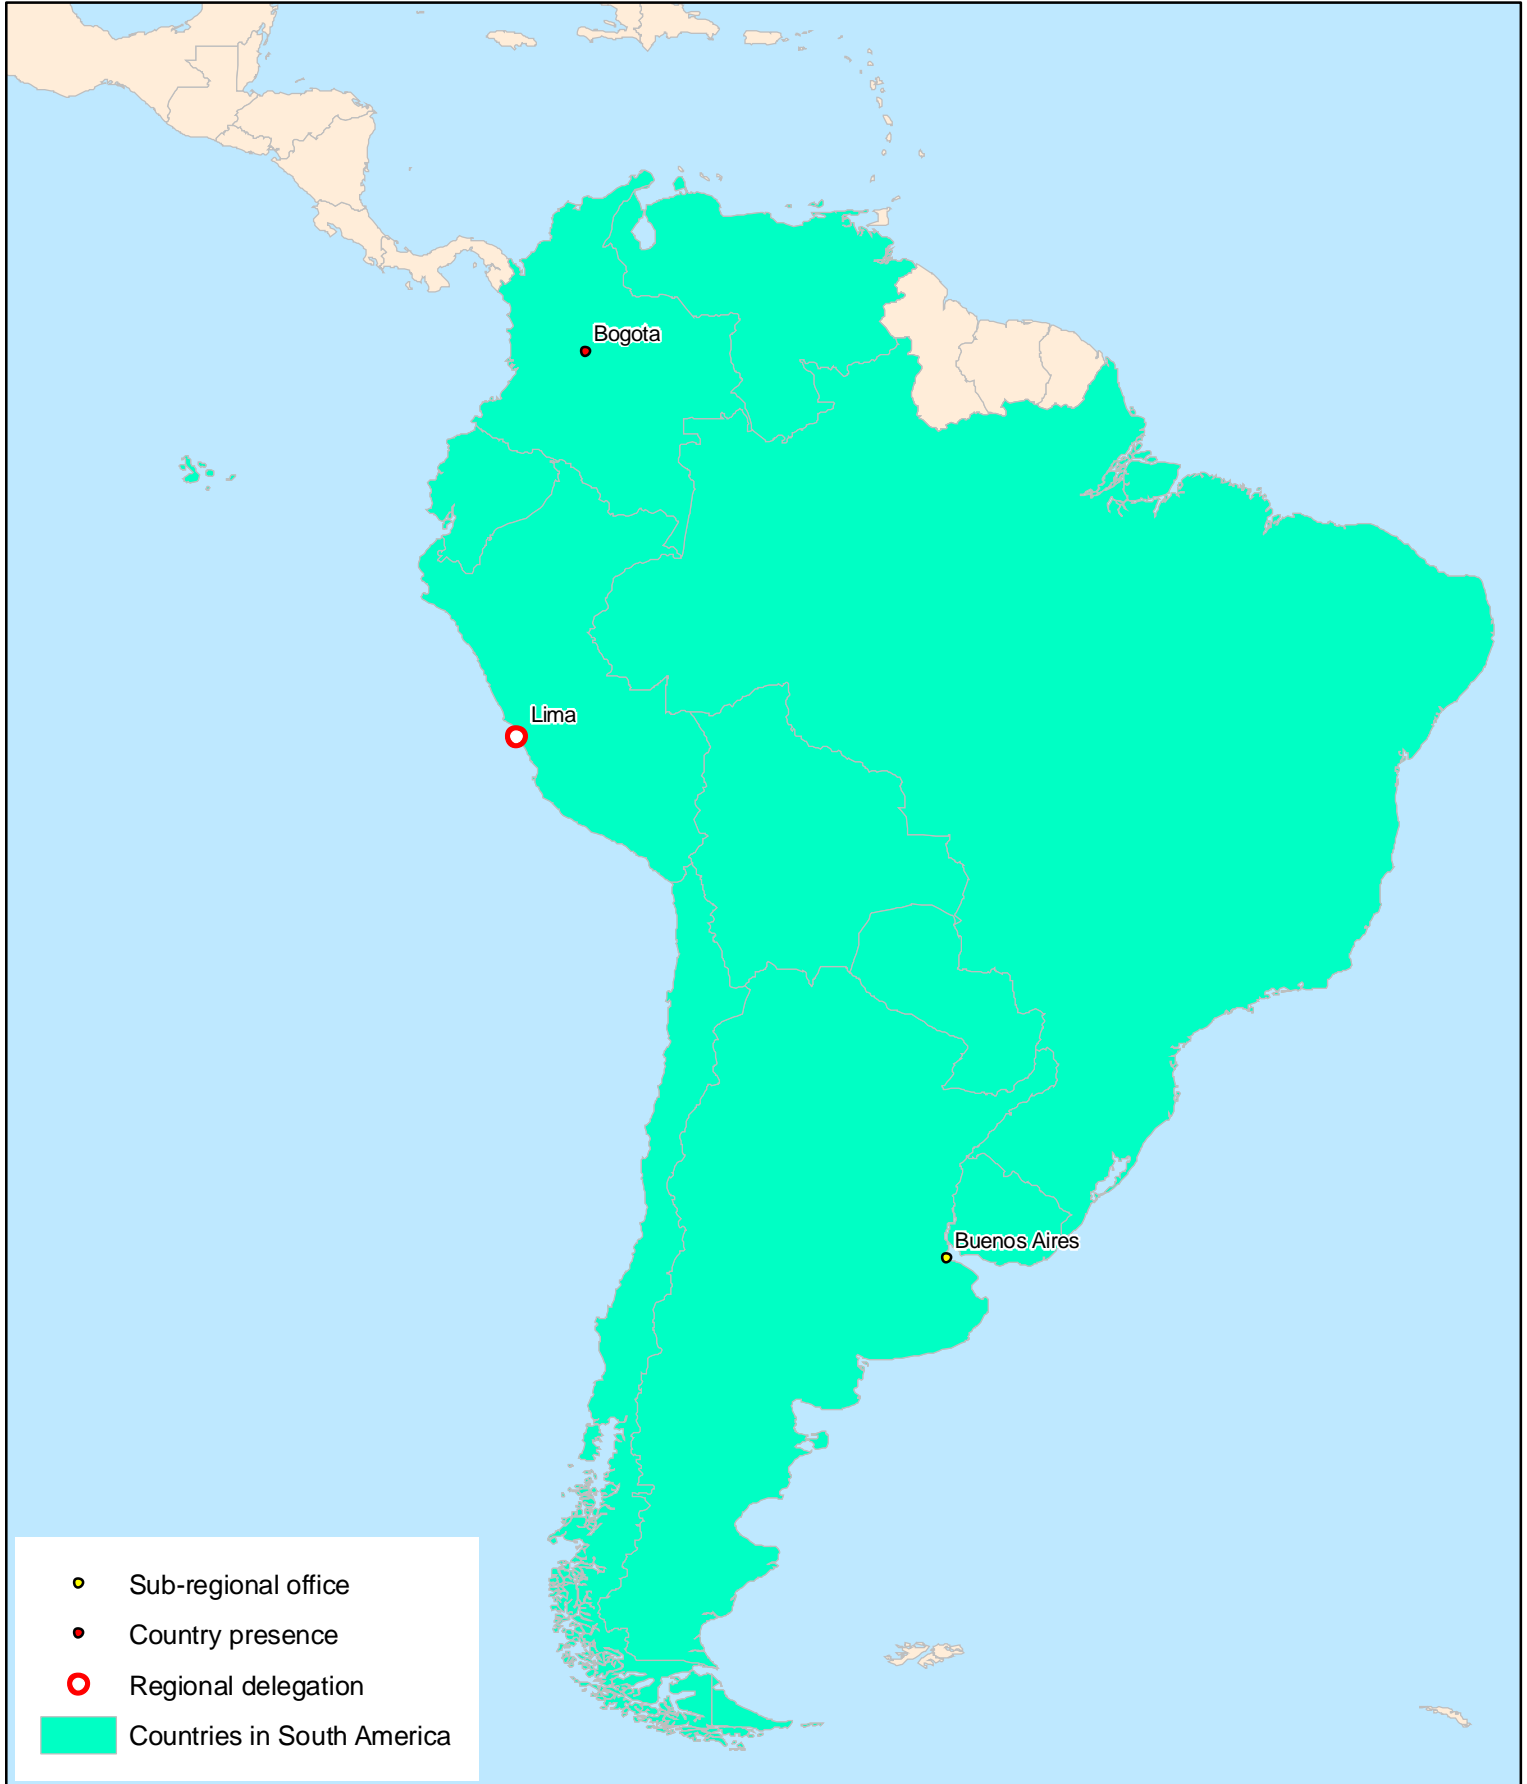 Bogota
Lima
Buenos Aires
Sub-regional office
Country presence
Regional delegation
Countries in South America